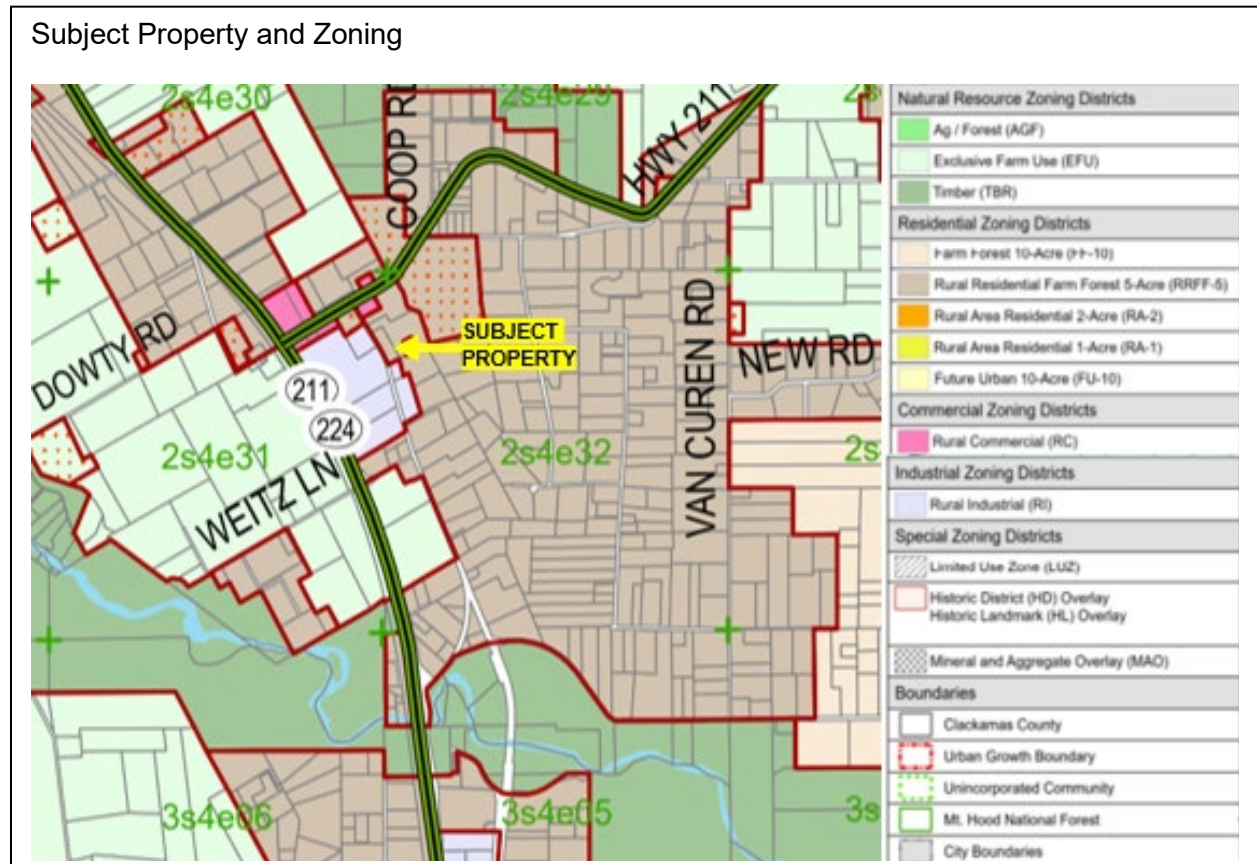 Subject Property and Zoning
2s4e30
COOP RD
2s4e29
HWY 211
DOWTY RD
SUBJECT
PROPERTY
211
224
2s4e31
WEITZ LN
2s4e32
VAN CUREN RD
NEW RD
2s
3s4e06
3s4e05
3s
Natural Resource Zoning Districts
Ag / Forest (AGF)
Exclusive Farm Use (EFU)
Timber (TBR)
Residential Zoning Districts
Farm Forest 10-Acre (FF-10)
Rural Residential Farm Forest 5-Acre (RRFF-5)
Rural Area Residential 2-Acre (RA-2)
Rural Area Residential 1-Acre (RA-1)
Future Urban 10-Acre (FU-10)
Commercial Zoning Districts
Rural Commercial (RC)
Industrial Zoning Districts
Rural Industrial (RI)
Special Zoning Districts
Limited Use Zone (LUZ)
Historic District (HD) Overlay
Historic Landmark (HL) Overlay
Mineral and Aggregate Overlay (MAO)
Boundaries
Clackamas County
Urban Growth Boundary
Unincorporated Community
Mt. Hood National Forest
City Boundaries